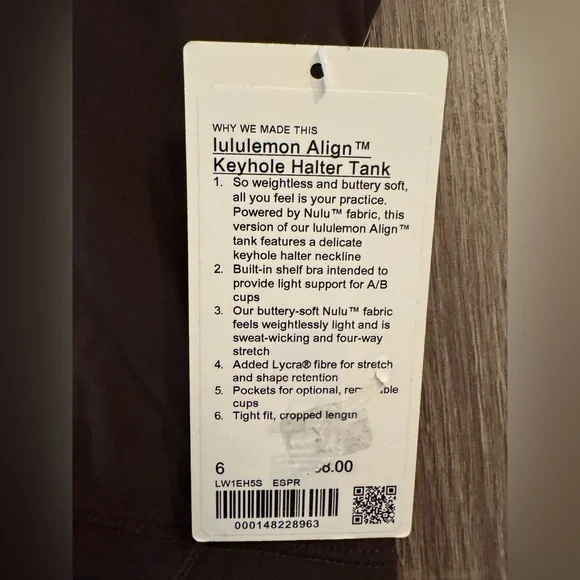 WHY WE MADE THIS
lululemon Align™
Keyhole Halter Tank
1. So weightless and buttery soft,
all you feel is your practice.
Powered by Nulu™ fabric, this
version of our lululemon Align™
tank features a delicate
keyhole halter neckline
2. Built-in shelf bra intended to
provide light support for A/B
cups
3. Our buttery-soft Nulu™ fabric
feels weightlessly light and is
sweat-wicking and four-way
stretch
4. Added Lycra® fibre for stretch
and shape retention
5. Pockets for optional,
cups
6. Tight fit, cropped length
6
LW1EH5S ESPR
000148228963